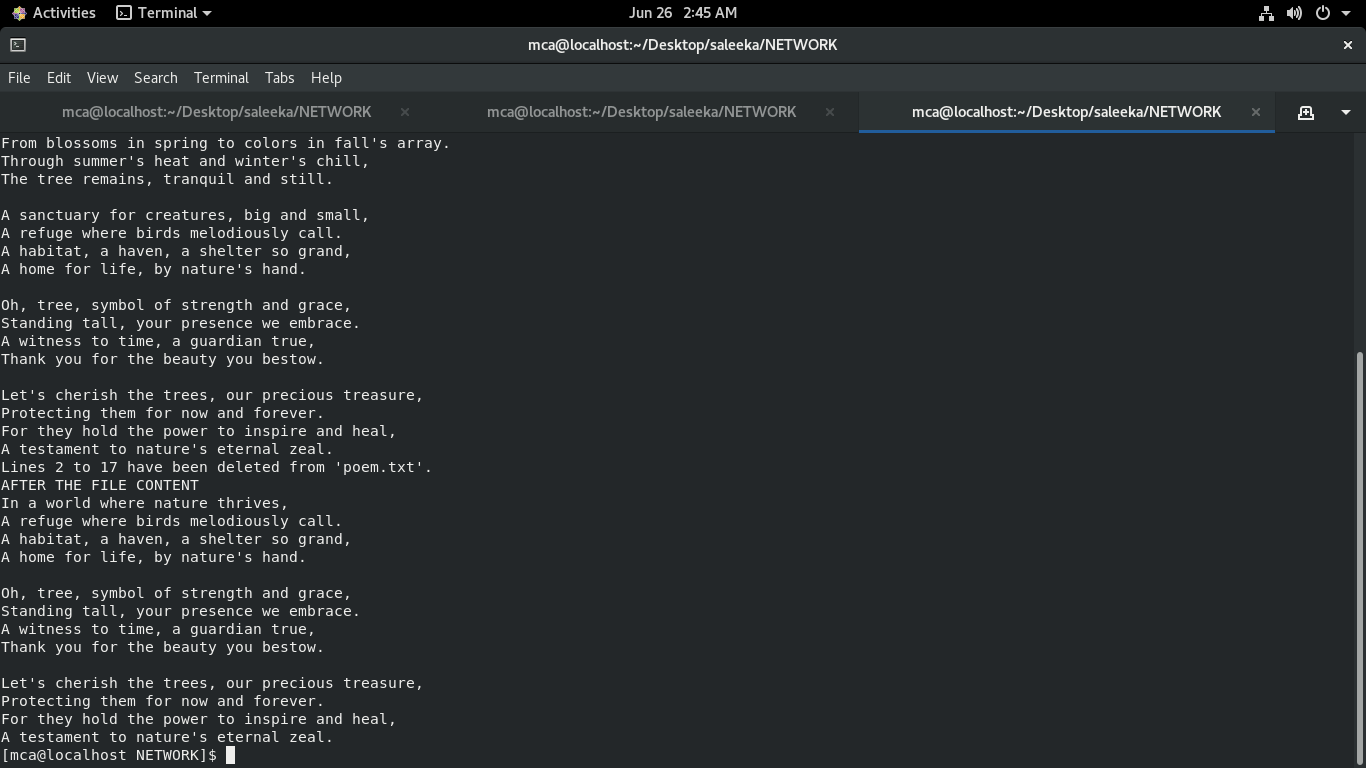 Activities Terminal Jun 26 2:45 AM
mca@localhost:~/Desktop/saleeka/NETWORK
File Edit View Search Terminal Tabs Help
mca@localhost:~/Desktop/saleeka/NETWORK mca@localhost:~/Desktop/saleeka/NETWORK mca@localhost:~/Desktop/saleeka/NETWORK
From blossoms in spring to colors in fall's array.
Through summer's heat and winter's chill,
The tree remains, tranquil and still.

A sanctuary for creatures, big and small,
A refuge where birds melodiously call.
A habitat, a haven, a shelter so grand,
A home for life, by nature's hand.

Oh, tree, symbol of strength and grace,
Standing tall, your presence we embrace.
A witness to time, a guardian true,
Thank you for the beauty you bestow.

Let's cherish the trees, our precious treasure,
Protecting them for now and forever.
For they hold the power to inspire and heal,
A testament to nature's eternal zeal.
Lines 2 to 17 have been deleted from 'poem.txt'.
AFTER THE FILE CONTENT
In a world where nature thrives,
A refuge where birds melodiously call.
A habitat, a haven, a shelter so grand,
A home for life, by nature's hand.

Oh, tree, symbol of strength and grace,
Standing tall, your presence we embrace.
A witness to time, a guardian true,
Thank you for the beauty you bestow.

Let's cherish the trees, our precious treasure,
Protecting them for now and forever.
For they hold the power to inspire and heal,
A testament to nature's eternal zeal.
[mca@localhost NETWORK]$